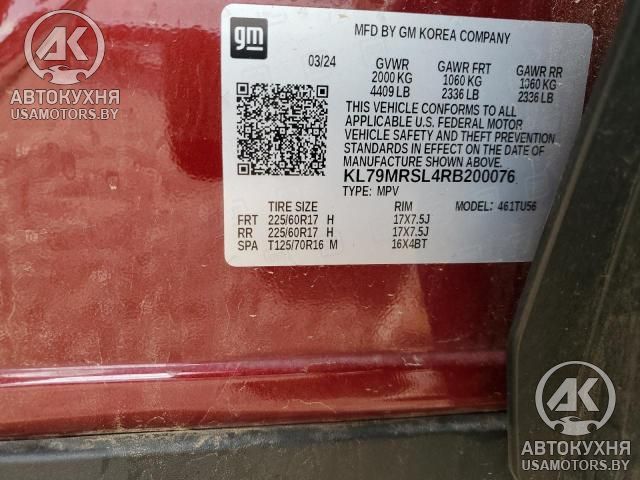 AK
АВТОКУХНЯ
USAMOTORS.BY
gm
MFD BY GM KOREA COMPANY
03/24 GVWR GAWR FRT GAWR RR
2000 KG 1060 KG 1060 KG
4409 LB 2336 LB 2336 LB
THIS VEHICLE CONFORMS TO ALL
APPLICABLE U.S. FEDERAL MOTOR
VEHICLE SAFETY AND THEFT PREVENTION
STANDARDS IN EFFECT ON THE DATE OF
MANUFACTURE SHOWN ABOVE.
KL79MRSL4RB200076
TYPE: MPV
TIRE SIZE RIM MODEL: 461TU56
FRT 225/60R17 H 17X7.5J
RR 225/60R17 H 17X7.5J
SPA T125/70R16 M 16X4BT
AK
АВТОКУХНЯ
USAMOTORS.BY